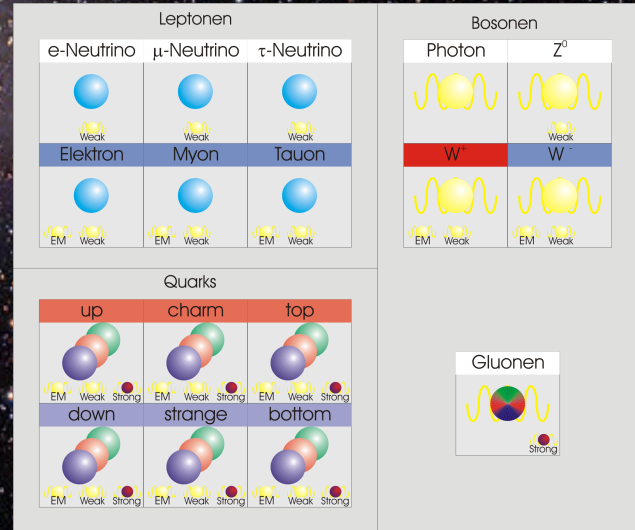 Leptonen
e-Neutrino μ-Neutrino τ-Neutrino
Weak Weak Weak
Elektron Myon Tauon
EM Weak EM Weak EM Weak
Bosonen
Photon Z⁰
Weak
W⁺ W⁻
EM Weak EM Weak
Quarks
up charm top
EM Weak Strong EM Weak Strong EM Weak Strong
down strange bottom
EM Weak Strong EM Weak Strong EM Weak Strong
Gluonen
Strong